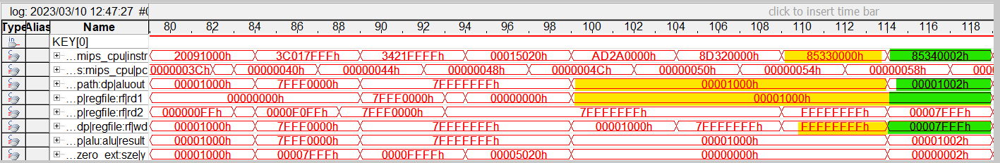 log: 2023/03/10 12:47:27 #0 click to insert time bar
Type Alias Name 80 82 84 86 88 90 92 94 96 98 100 102 104 106 108 110 112 114 116 118
KEY[0]
...mips_cpu|instr 20091000h 3C017FFFh 3421FFFFh 00015020h AD2A0000h 8D320000h 85330000h 85340002h
...s:mips_cpu|pc 0000003Ch 00000040h 00000044h 00000048h 0000004Ch 00000050h 00000054h 00000058h 0000
...path:dp|aluout 00001000h 7FFF0000h 7FFFFFFFh 00001000h 00001002h
...p|regfile:rf|rd1 00000000h 7FFF0000h 00000000h 00001000h
...p|regfile:rf|rd2 000000FEh 0000F0FFh 7FFF0000h 7FFFFFFFh FFFFFFFFh 00007FFFh
...dp|regfile:rf|wd 00001000h 7FFF0000h 7FFFFFFFh 00001000h 7FFFFFFFh FFFFFFFFh 00007FFFh
...p|alu:alu|result 00001000h 7FFF0000h 7FFFFFFFh 00001000h 00001002h
...zero_ext:sze|y 00001000h 00007FFFh 0000FFFFh 00005020h 00000000h 00000002h